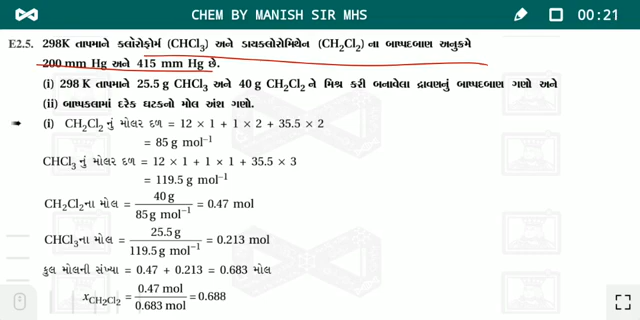 CHEM BY MANISH SIR MHS
00:21
E2.5. 298K તાપમાને ક્લૉરોફૉર્મ (CHCl₃) અને ડાયક્લોરોમિથેન (CH₂Cl₂) ના બાષ્પદબાણ અનુક્રમે
200 mm Hg અને 415 mm Hg છે.
(i) 298 K તાપમાને 25.5 g CHCl₃ અને 40 g CH₂Cl₂ ને મિશ્ર કરી બનાવેલા દ્રાવણનું બાષ્પદબાણ ગણો અને
(ii) બાષ્પકલામાં દરેક ઘટકનો મોલ અંશ ગણો.
➡ (i) CH₂Cl₂ નું મોલર દળ = 12 × 1 + 1 × 2 + 35.5 × 2
= 85 g mol⁻¹
CHCl₃ નું મોલર દળ = 12 × 1 + 1 × 1 + 35.5 × 3
= 119.5 g mol⁻¹
CH₂Cl₂ના મોલ = 40 g / 85 g mol⁻¹ = 0.47 mol
CHCl₃ના મોલ = 25.5 g / 119.5 g mol⁻¹ = 0.213 mol
કુલ મોલની સંખ્યા = 0.47 + 0.213 = 0.683 મોલ
x CH₂Cl₂ = 0.47 mol / 0.683 mol = 0.688